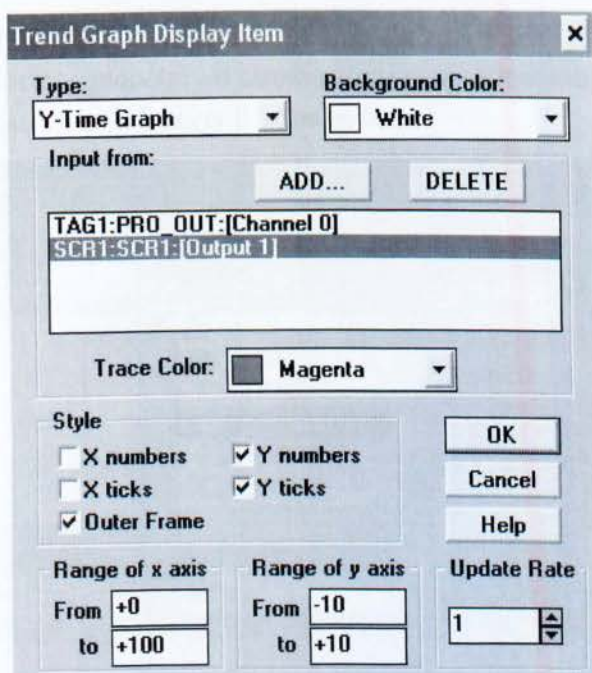 Trend Graph Display Item
Type:
Background Color:
Y-Time Graph
White
Input from:
ADD...
DELETE
TAG1:PRO_OUT:[Channel 0]
SCR1:SCR1:[Output 1]
Trace Color:
Magenta
Style
X numbers
Y numbers
X ticks
Y ticks
Outer Frame
OK
Cancel
Help
Range of x axis
From +0
to +100
Range of y axis
From -10
to +10
Update Rate
1